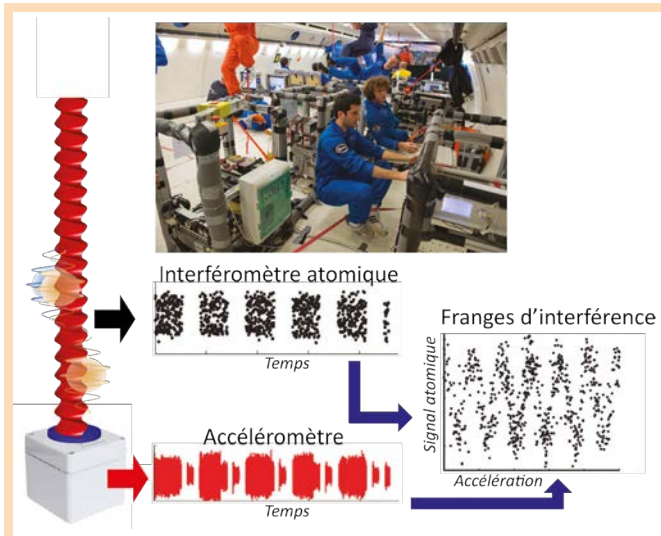 Interféromètre atomique
Temps
Accéléromètre
Temps
Franges d'interférence
Signal atomique
Accélération